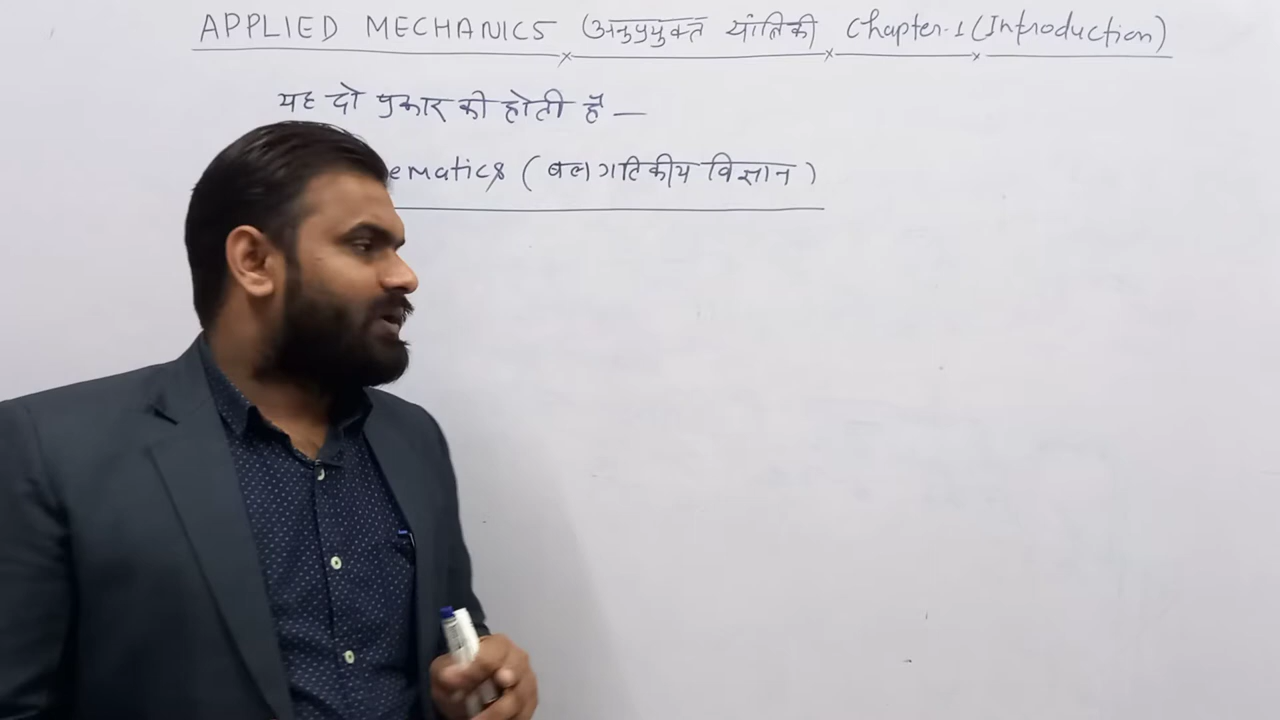 APPLIED MECHANICS (अनुप्रयुक्त यांत्रिकी) Chapter-1 (Introduction)
यह दो प्रकार की होती है —
ematics ( बल गतिकीय विज्ञान )